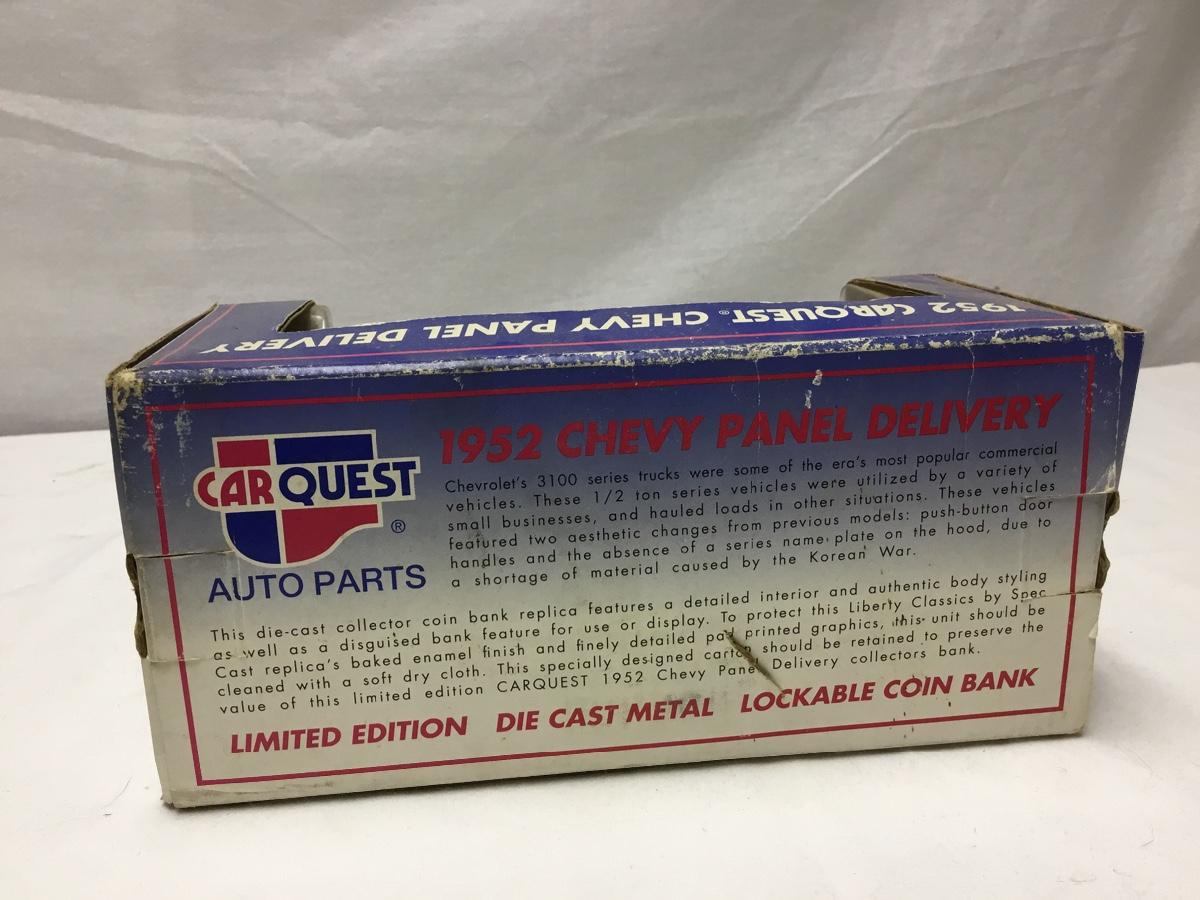 1952 CARQUEST® CHEVY PANEL DELIVERY
CARQUEST
®
AUTO PARTS
1952 CHEVY PANEL DELIVERY
Chevrolet's 3100 series trucks were some of the era's most popular commercial
vehicles. These 1/2 ton series vehicles were utilized by a variety of
small businesses, and hauled loads in other situations. These vehicles
featured two aesthetic changes from previous models: push-button door
handles and the absence of a series name plate on the hood, due to
a shortage of material caused by the Korean War.
This die-cast collector coin bank replica features a detailed interior and authentic body styling
as well as a disguised bank feature for use or display. To protect this Liberty Classics by Spec
Cast replica's baked enamel finish and finely detailed pad printed graphics, this unit should be
cleaned with a soft dry cloth. This specially designed carton should be retained to preserve the
value of this limited edition CARQUEST 1952 Chevy Panel Delivery collectors bank.
LIMITED EDITION DIE CAST METAL LOCKABLE COIN BANK